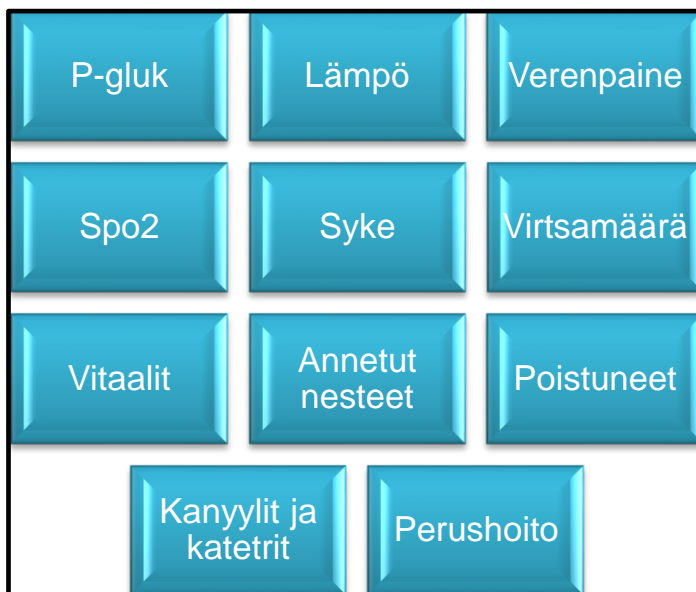 P-gluk
Lämpö
Verenpaine
Spo2
Syke
Virtsamäärä
Vitaalit
Annetut
nesteet
Poistuneet
Kanyylit ja
katetrit
Perushoito